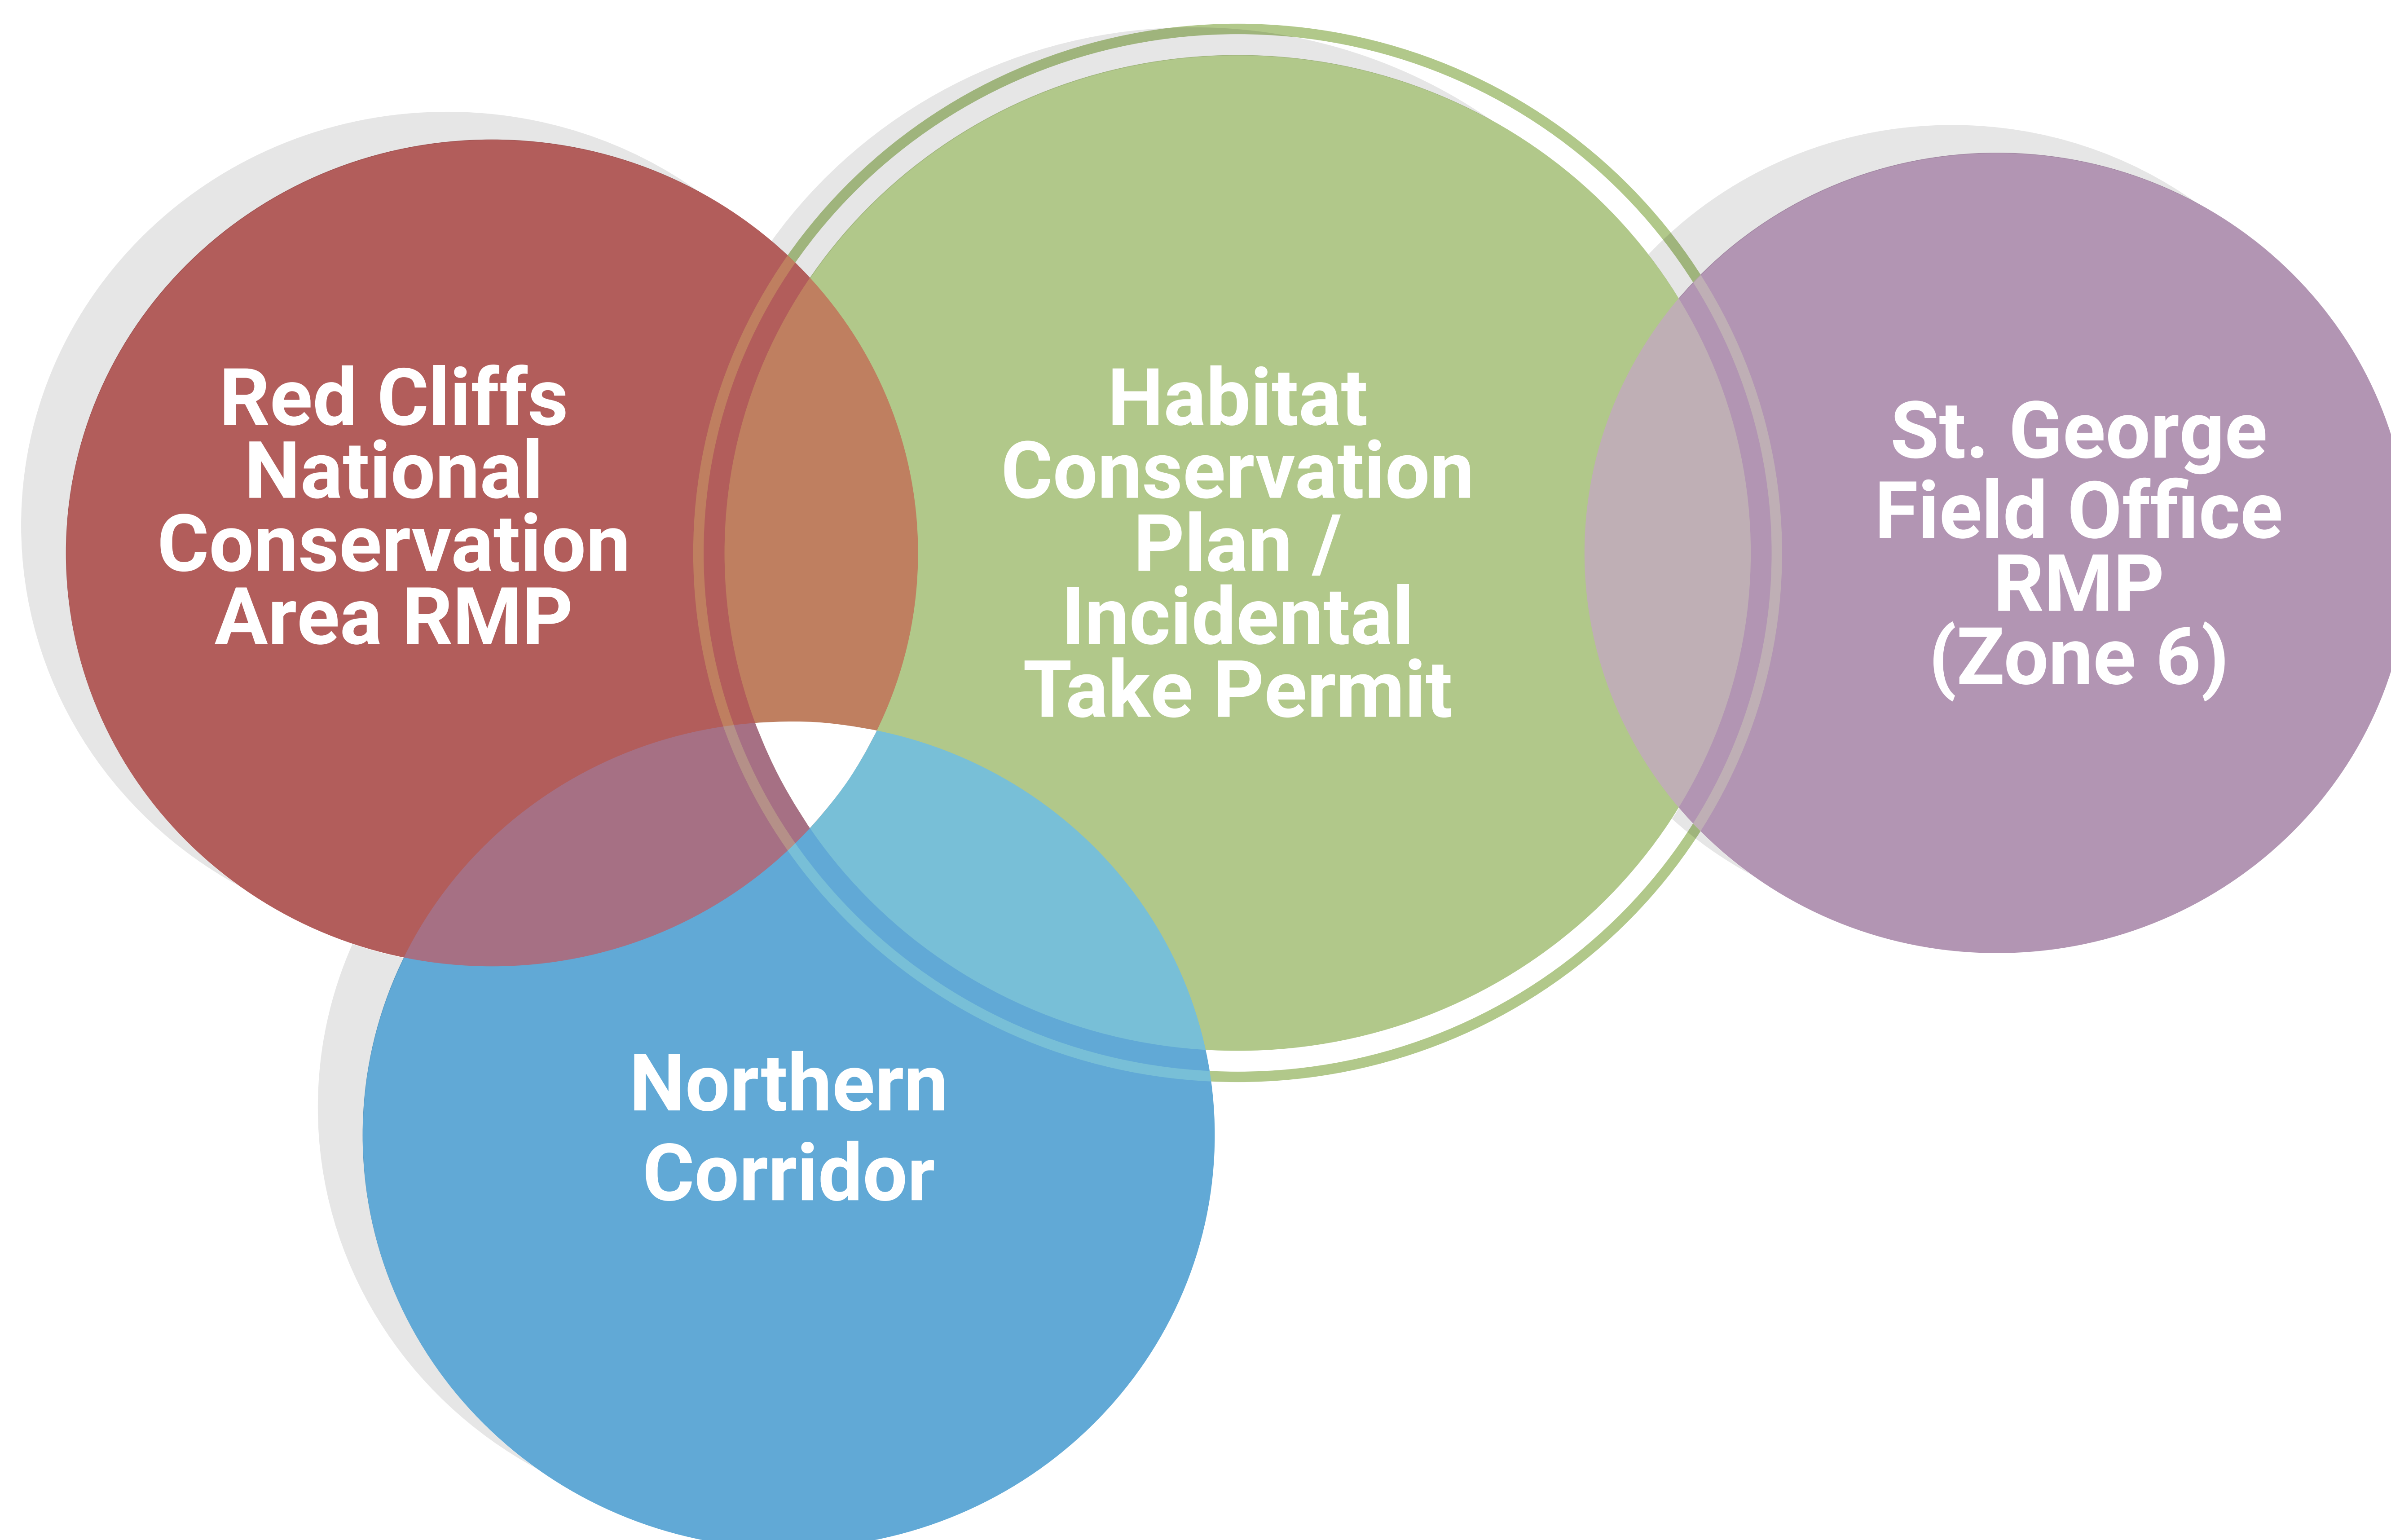 Red Cliffs
National
Conservation
Area RMP
Habitat
Conservation
Plan /
Incidental
Take Permit
St. George
Field Office
RMP
(Zone 6)
Northern
Corridor